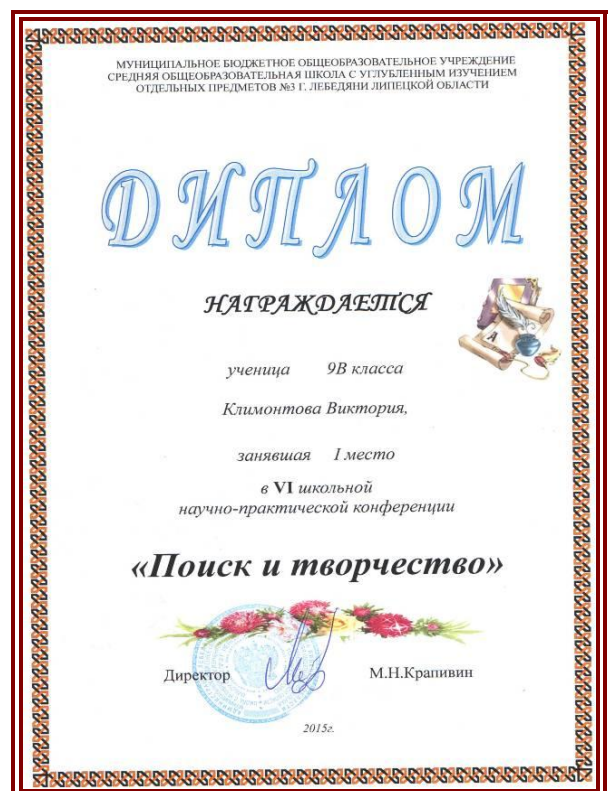 МУНИЦИПАЛЬНОЕ БЮДЖЕТНОЕ ОБЩЕОБРАЗОВАТЕЛЬНОЕ УЧРЕЖДЕНИЕ
СРЕДНЯЯ ОБЩЕОБРАЗОВАТЕЛЬНАЯ ШКОЛА С УГЛУБЛЕННЫМ ИЗУЧЕНИЕМ
ОТДЕЛЬНЫХ ПРЕДМЕТОВ №3 Г. ЛЕБЕДЯНИ ЛИПЕЦКОЙ ОБЛАСТИ
ДИПЛОМ
НАГРАЖДАЕТСЯ
А
ученица 9В класса
Климонтова Виктория,
занявшая I место
в VI школьной
научно-практической конференции
«Поиск и творчество»
Директор М.Н.Крапивин
2015г.